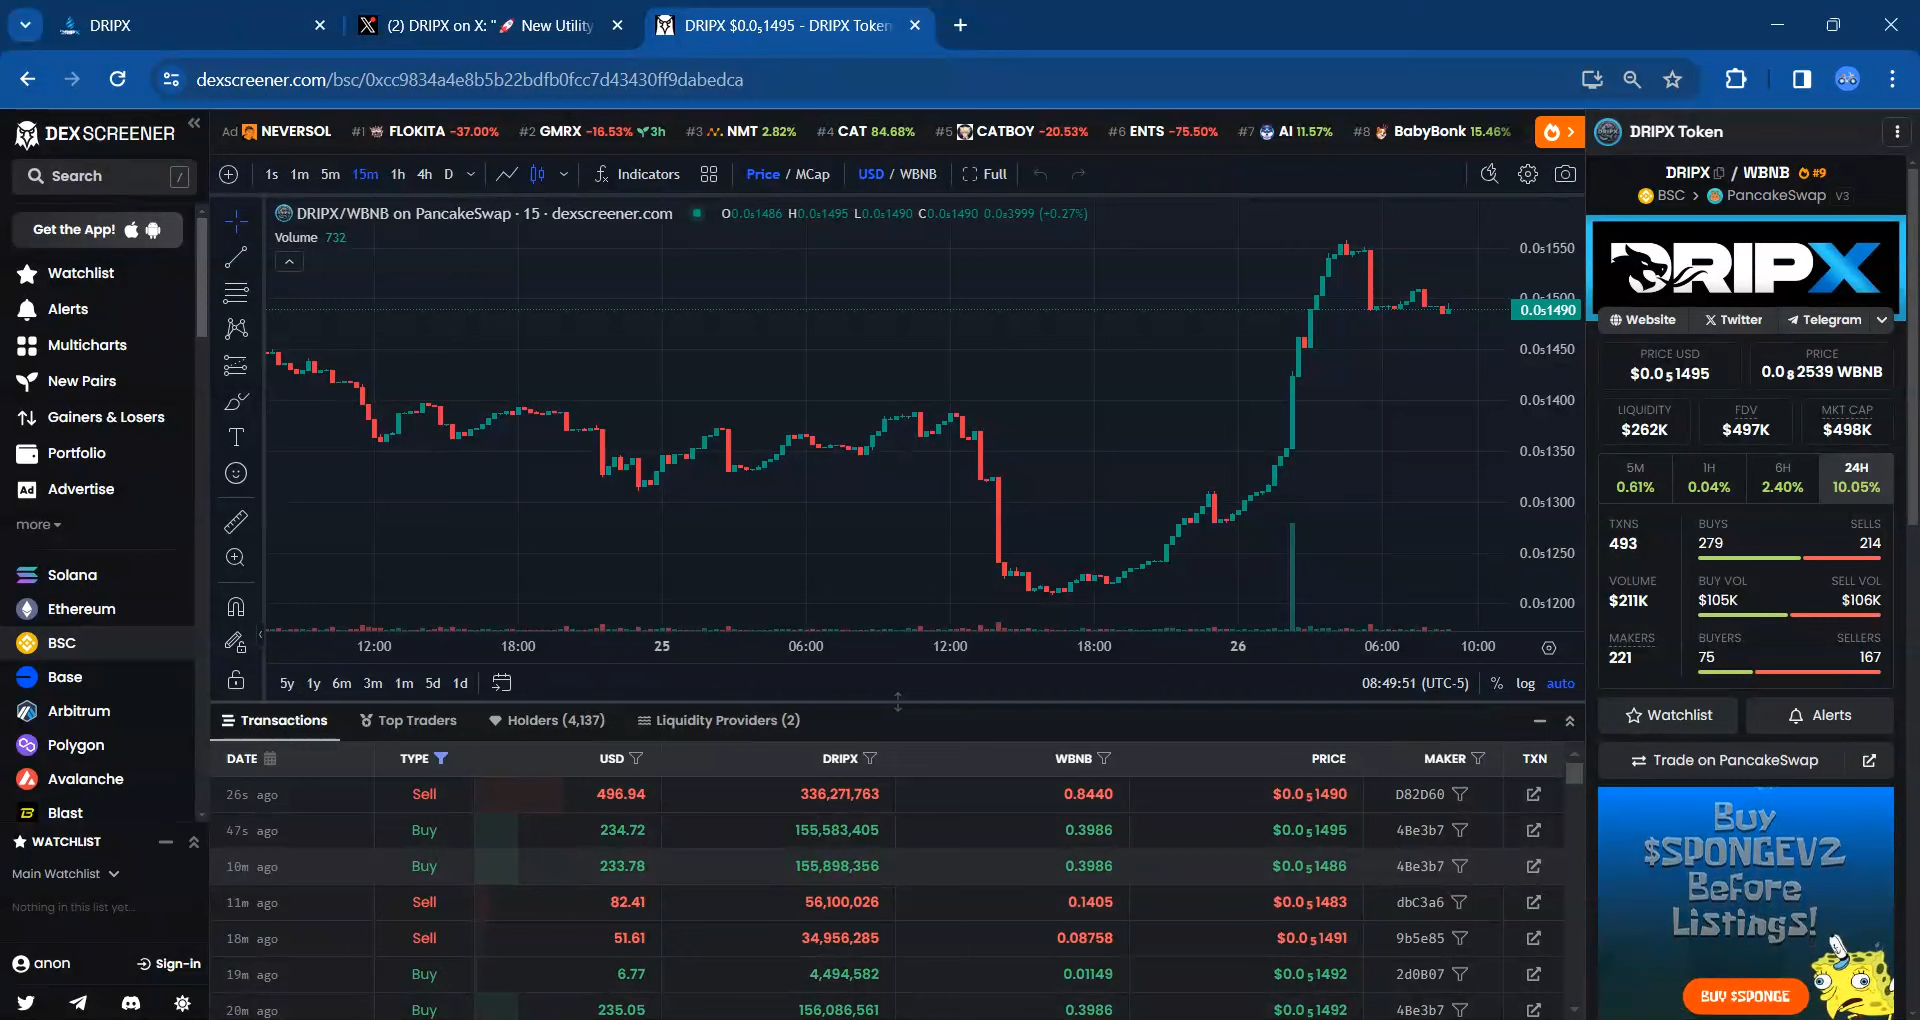 DRIPX
(2) DRIPX on X: "🚀 New Utility
DRIPX $0.0₅1495 - DRIPX Token
dexscreener.com/bsc/0xcc9834a4e8b5b22bdfb0fcc7d43430ff9dabedca
DEX SCREENER
Ad NEVERSOL #1 FLOKITA -37.00% #2 GMRX -16.53% 3h #3 NMT 2.82% #4 CAT 84.68% #5 CATBOY -20.53% #6 ENTS -75.50% #7 AI 11.57% #8 BabyBonk 15.46%
DRIPX Token
Search /
1s 1m 5m 15m 1h 4h D Indicators Price / MCap USD / WBNB Full
DRIPX / WBNB #9
BSC > PancakeSwap V3
Get the App!
Watchlist
Alerts
Multicharts
New Pairs
Gainers & Losers
Portfolio
Ad Advertise
more
Solana
Ethereum
BSC
Base
Arbitrum
Polygon
Avalanche
Blast
WATCHLIST
Main Watchlist
Nothing in this list yet...
anon Sign-in
DRIPX/WBNB on PancakeSwap · 15 · dexscreener.com O0.0₅1486 H0.0₅1495 L0.0₅1490 C0.0₅1490 0.0₈3999 (+0.27%)
Volume 732
0.0₅1550
0.0₅1500
0.0₅1490
0.0₅1450
0.0₅1400
0.0₅1350
0.0₅1300
0.0₅1250
0.0₅1200
12:00 18:00 25 06:00 12:00 18:00 26 06:00 10:00
5y 1y 6m 3m 1m 5d 1d 08:49:51 (UTC-5) % log auto
Transactions Top Traders Holders (4,137) Liquidity Providers (2)
DATE TYPE USD DRIPX WBNB PRICE MAKER TXN
26s ago Sell 496.94 336,271,763 0.8440 $0.0₅1490 D82D60
47s ago Buy 234.72 155,583,405 0.3986 $0.0₅1495 4Be3b7
10m ago Buy 233.78 155,898,356 0.3986 $0.0₅1486 4Be3b7
11m ago Sell 82.41 56,100,026 0.1405 $0.0₅1483 dbC3a6
18m ago Sell 51.61 34,956,285 0.08758 $0.0₅1491 9b5e85
19m ago Buy 6.77 4,494,582 0.01149 $0.0₅1492 2d0B07
20m ago Buy 235.05 156,086,561 0.3986 $0.0₅1492 4Be3b7
DRIPX
Website Twitter Telegram
PRICE USD PRICE
$0.0₅1495 0.0₈2539 WBNB
LIQUIDITY FDV MKT CAP
$262K $497K $498K
5M 1H 6H 24H
0.61% 0.04% 2.40% 10.05%
TXNS BUYS SELLS
493 279 214
VOLUME BUY VOL SELL VOL
$211K $105K $106K
MAKERS BUYERS SELLERS
221 75 167
Watchlist Alerts
Trade on PancakeSwap
Buy
$SPONGEV2
Before
Listings!
BUY $SPONGE